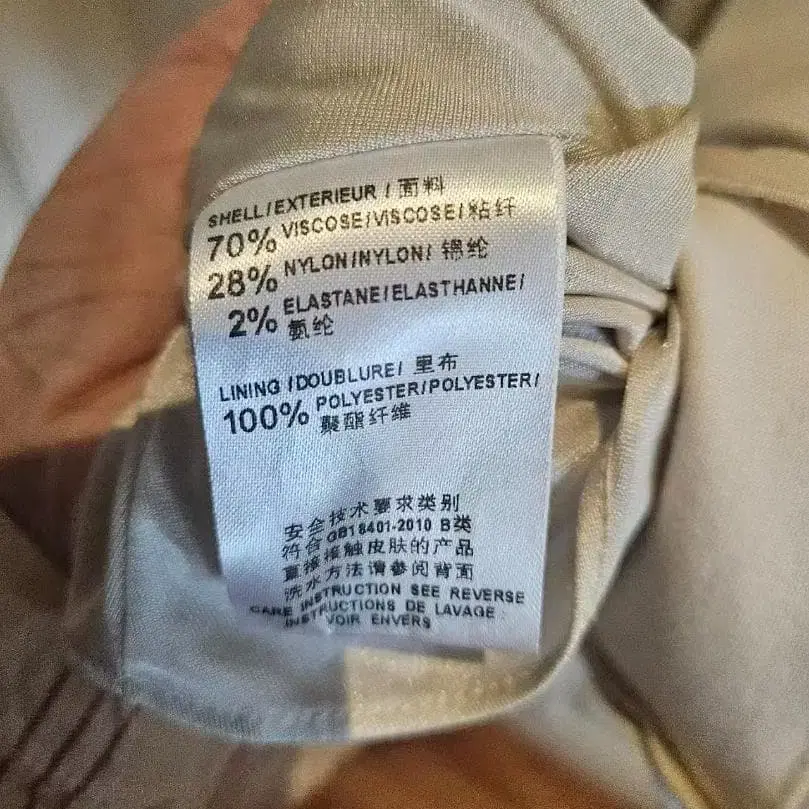 SHELL/EXTERIEUR / 面料
70% VISCOSE/VISCOSE/粘纤
28% NYLON/NYLON/ 锦纶
2% ELASTANE/ELASTHANNE/
氨纶
LINING /DOUBLURE/ 里布
100% POLYESTER/POLYESTER/
聚酯纤维
安全技术要求类别
符合GB18401-2010 B类
直接接触皮肤的产品
洗水方法请参阅背面
CARE INSTRUCTION SEE REVERSE
INSTRUCTIONS DE LAVAGE
VOIR ENVERS